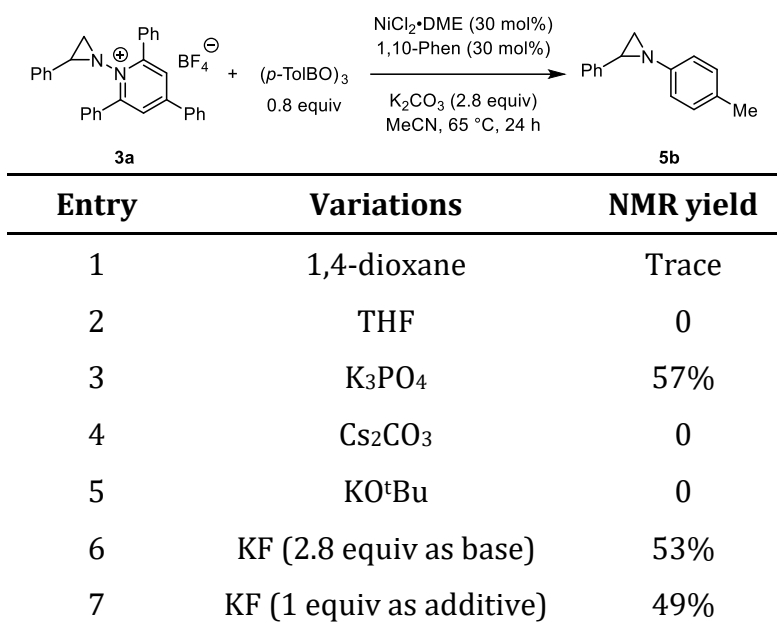 Ph
N
N
⊕
BF₄
⊖
Ph
Ph
Ph
3a
+
(p-TolBO)₃
0.8 equiv
NiCl₂•DME (30 mol%)
1,10-Phen (30 mol%)
K₂CO₃ (2.8 equiv)
MeCN, 65 °C, 24 h
Ph
N
Me
5b
Entry Variations NMR yield
1 1,4-dioxane Trace
2 THF 0
3 K₃PO₄ 57%
4 Cs₂CO₃ 0
5 KOᵗBu 0
6 KF (2.8 equiv as base) 53%
7 KF (1 equiv as additive) 49%